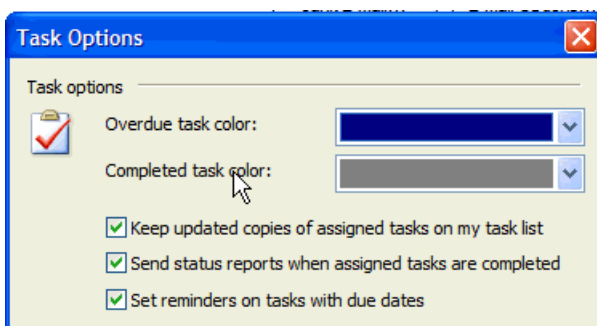 Task Options
Task options
Overdue task color:
Completed task color:
Keep updated copies of assigned tasks on my task list
Send status reports when assigned tasks are completed
Set reminders on tasks with due dates